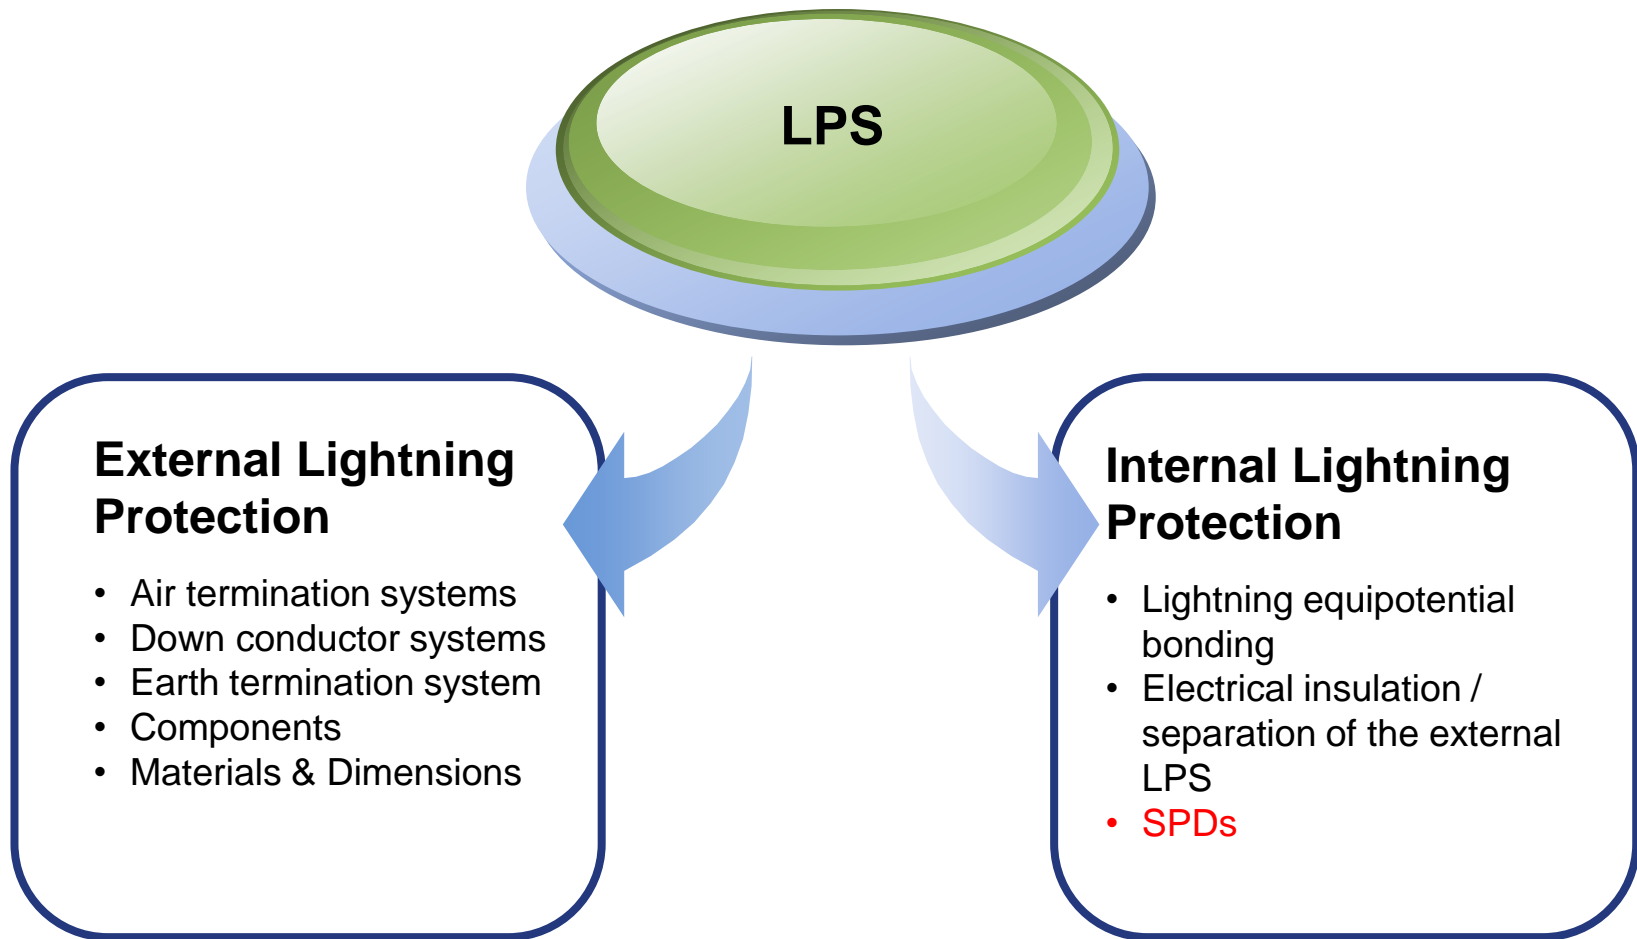 LPS
External Lightning
Protection
• Air termination systems
• Down conductor systems
• Earth termination system
• Components
• Materials & Dimensions
Internal Lightning
Protection
• Lightning equipotential
bonding
• Electrical insulation /
separation of the external
LPS
• SPDs